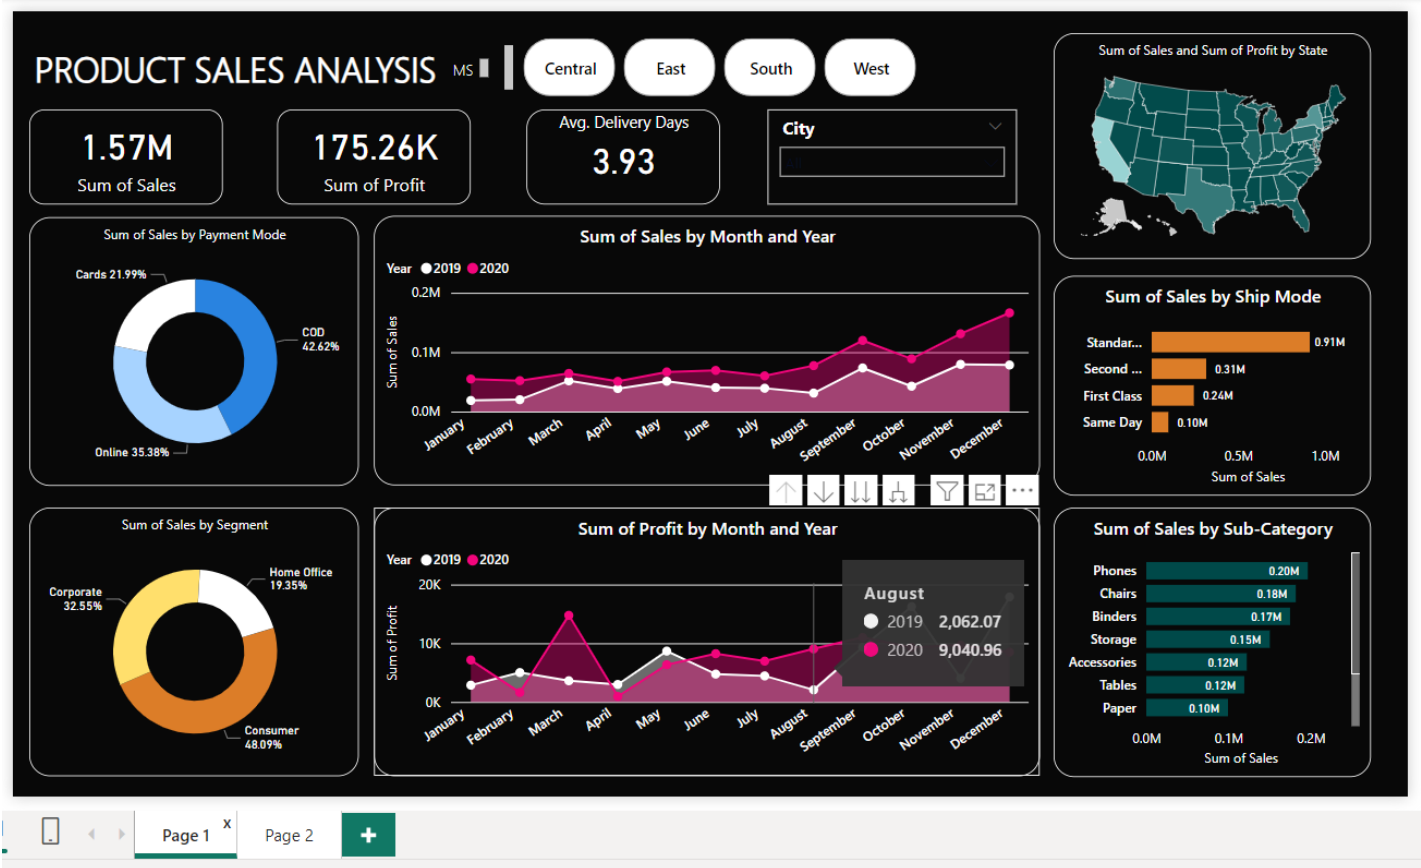 PRODUCT SALES ANALYSIS
MS
Central
East
South
West
1.57M
Sum of Sales
175.26K
Sum of Profit
Avg. Delivery Days
3.93
City
Sum of Sales and Sum of Profit by State
Sum of Sales by Payment Mode
Cards 21.99%
COD
42.62%
Online 35.38%
Sum of Sales by Month and Year
Year 2019 2020
0.2M
0.1M
0.0M
Sum of Sales
January
February
March
April
May
June
July
August
September
October
November
December
Sum of Sales by Ship Mode
Standar... 0.91M
Second ... 0.31M
First Class 0.24M
Same Day 0.10M
0.0M 0.5M 1.0M
Sum of Sales
Sum of Sales by Segment
Home Office
19.35%
Corporate
32.55%
Consumer
48.09%
Sum of Profit by Month and Year
Year 2019 2020
20K
10K
0K
Sum of Profit
August
2019 2,062.07
2020 9,040.96
January
February
March
April
May
June
July
August
September
October
November
December
Sum of Sales by Sub-Category
Phones 0.20M
Chairs 0.18M
Binders 0.17M
Storage 0.15M
Accessories 0.12M
Tables 0.12M
Paper 0.10M
0.0M 0.1M 0.2M
Sum of Sales
Page 1 x
Page 2
+